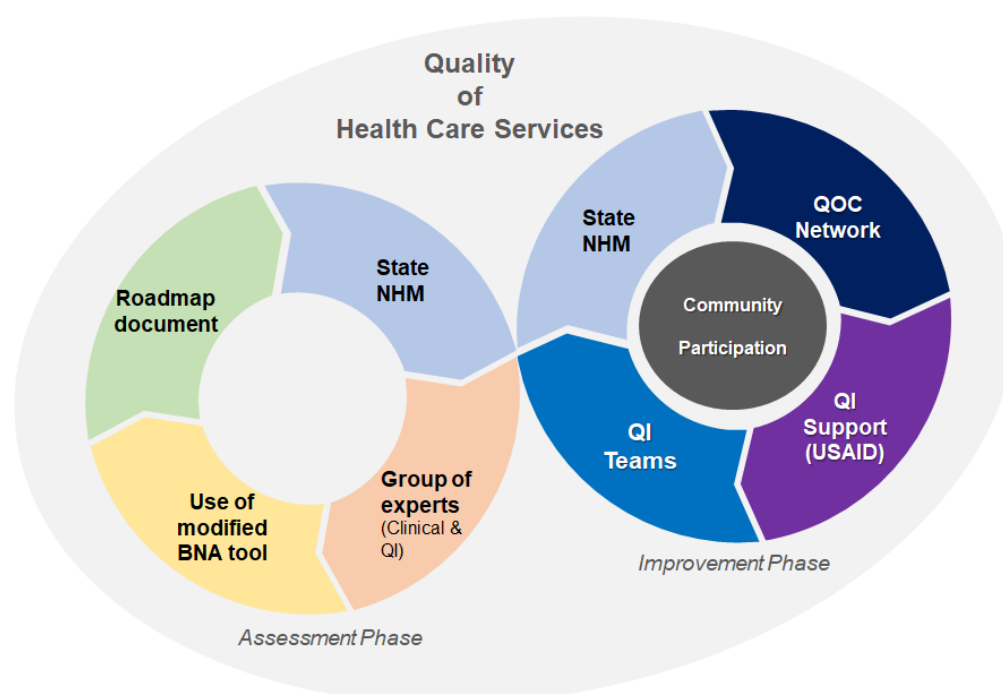 Quality
of
Health Care Services
Roadmap
document
State
NHM
Group of
experts
(Clinical &
QI)
Use of
modified
BNA tool
Assessment Phase
State
NHM
QOC
Network
QI
Support
(USAID)
QI
Teams
Community
Participation
Improvement Phase